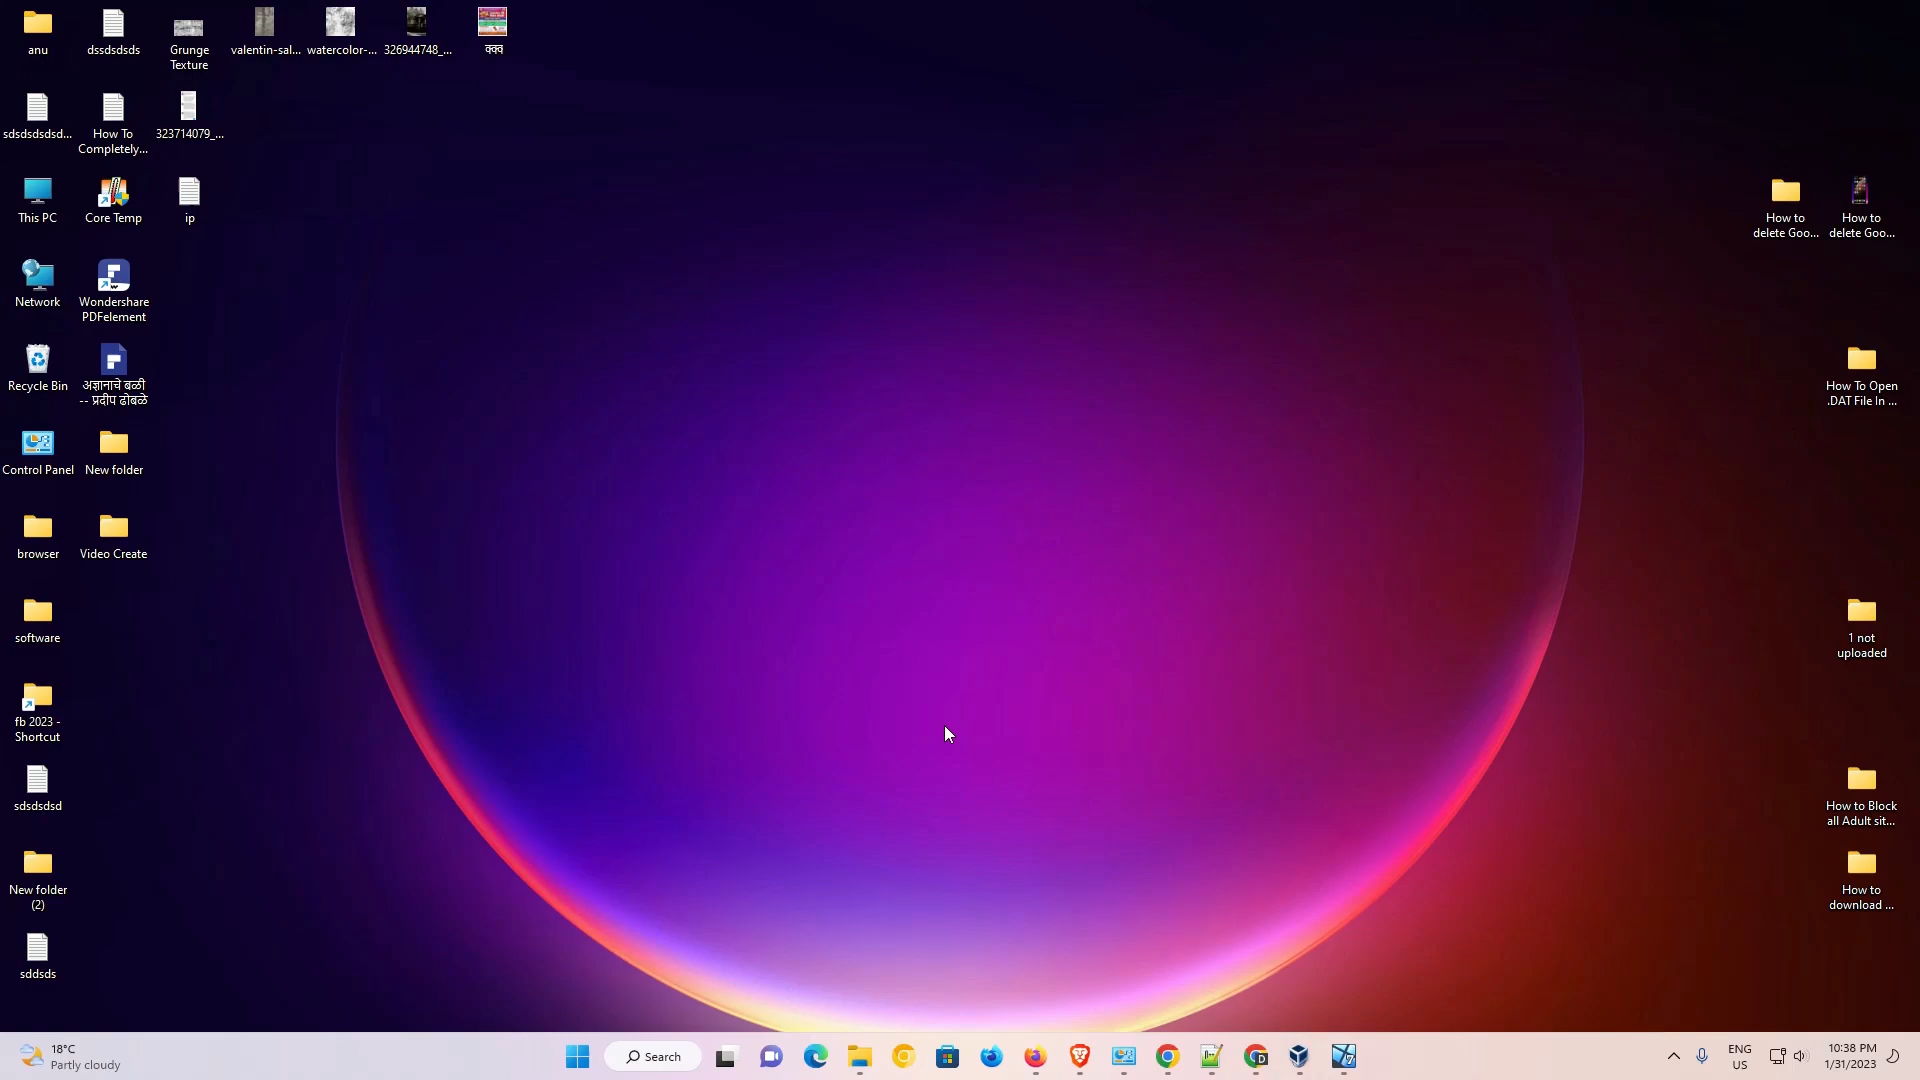 anu
dssdsdsds
Grunge
Texture
valentin-sal...
watercolor-...
326944748_...
क्क्व
sdsdsdsdsd...
How To
Completely...
323714079_...
This PC
Core Temp
ip
How to
delete Goo...
How to
delete Goo...
Network
Wondershare
PDFelement
Recycle Bin
अज्ञानाचे बळी
-- प्रदीप ढोबळे
How To Open
.DAT File In ...
Control Panel
New folder
browser
Video Create
software
1 not
uploaded
fb 2023 -
Shortcut
sdsdsdsd
How to Block
all Adult sit...
New folder
(2)
How to
download ...
sddsds
18°C
Partly cloudy
Search
ENG
US
10:38 PM
1/31/2023